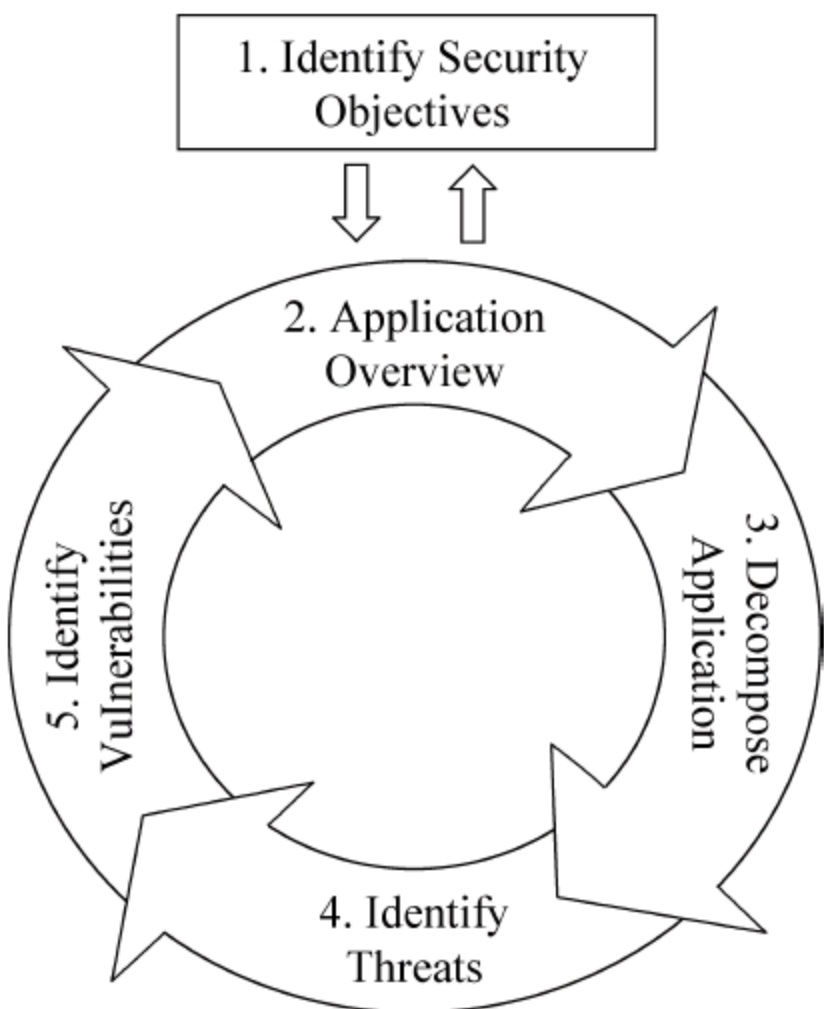 1. Identify Security
Objectives
2. Application
Overview
3. Decompose
Application
4. Identify
Threats
5. Identify
Vulnerabilities